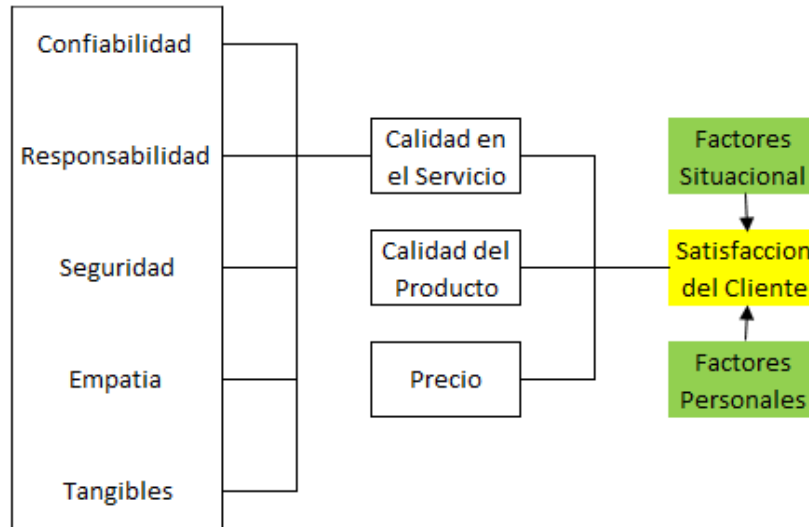 Confiabilidad
Responsabilidad
Seguridad
Empatia
Tangibles
Calidad en
el Servicio
Calidad del
Producto
Precio
Factores
Situacional
Satisfaccion
del Cliente
Factores
Personales